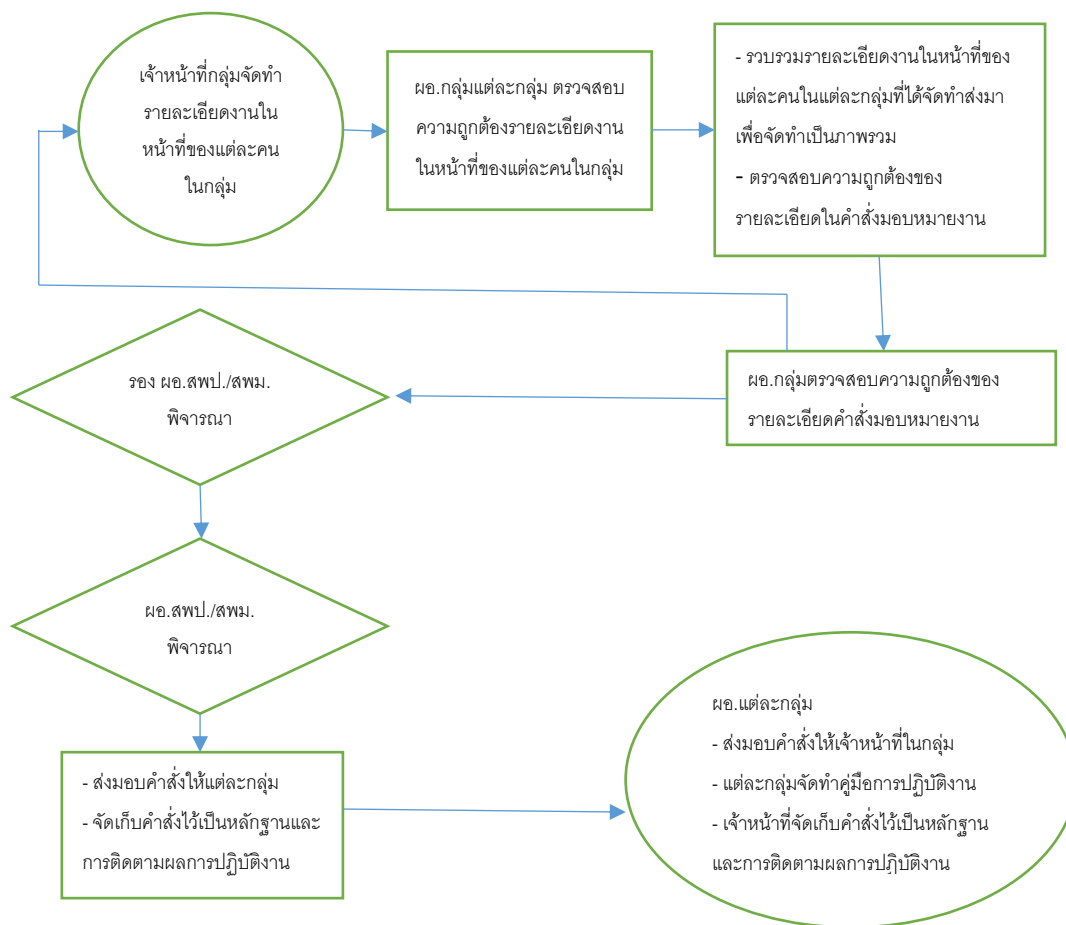 เจ้าหน้าที่กลุ่มจัดทำ
รายละเอียดงานใน
หน้าที่ของแต่ละคน
ในกลุ่ม
ผอ.กลุ่มแต่ละกลุ่ม ตรวจสอบ
ความถูกต้องรายละเอียดงาน
ในหน้าที่ของแต่ละคนในกลุ่ม
- รวบรวมรายละเอียดงานในหน้าที่ของ
แต่ละคนในแต่ละกลุ่มที่ได้จัดทำส่งมา
เพื่อจัดทำเป็นภาพรวม
- ตรวจสอบความถูกต้องของ
รายละเอียดในคำสั่งมอบหมายงาน
ผอ.กลุ่มตรวจสอบความถูกต้องของ
รายละเอียดคำสั่งมอบหมายงาน
รอง ผอ.สพป./สพม.
พิจารณา
ผอ.สพป./สพม.
พิจารณา
- ส่งมอบคำสั่งให้แต่ละกลุ่ม
- จัดเก็บคำสั่งไว้เป็นหลักฐานและ
การติดตามผลการปฏิบัติงาน
ผอ.แต่ละกลุ่ม
- ส่งมอบคำสั่งให้เจ้าหน้าที่ในกลุ่ม
- แต่ละกลุ่มจัดทำคู่มือการปฏิบัติงาน
- เจ้าหน้าที่จัดเก็บคำสั่งไว้เป็นหลักฐาน
และการติดตามผลการปฏิบัติงาน